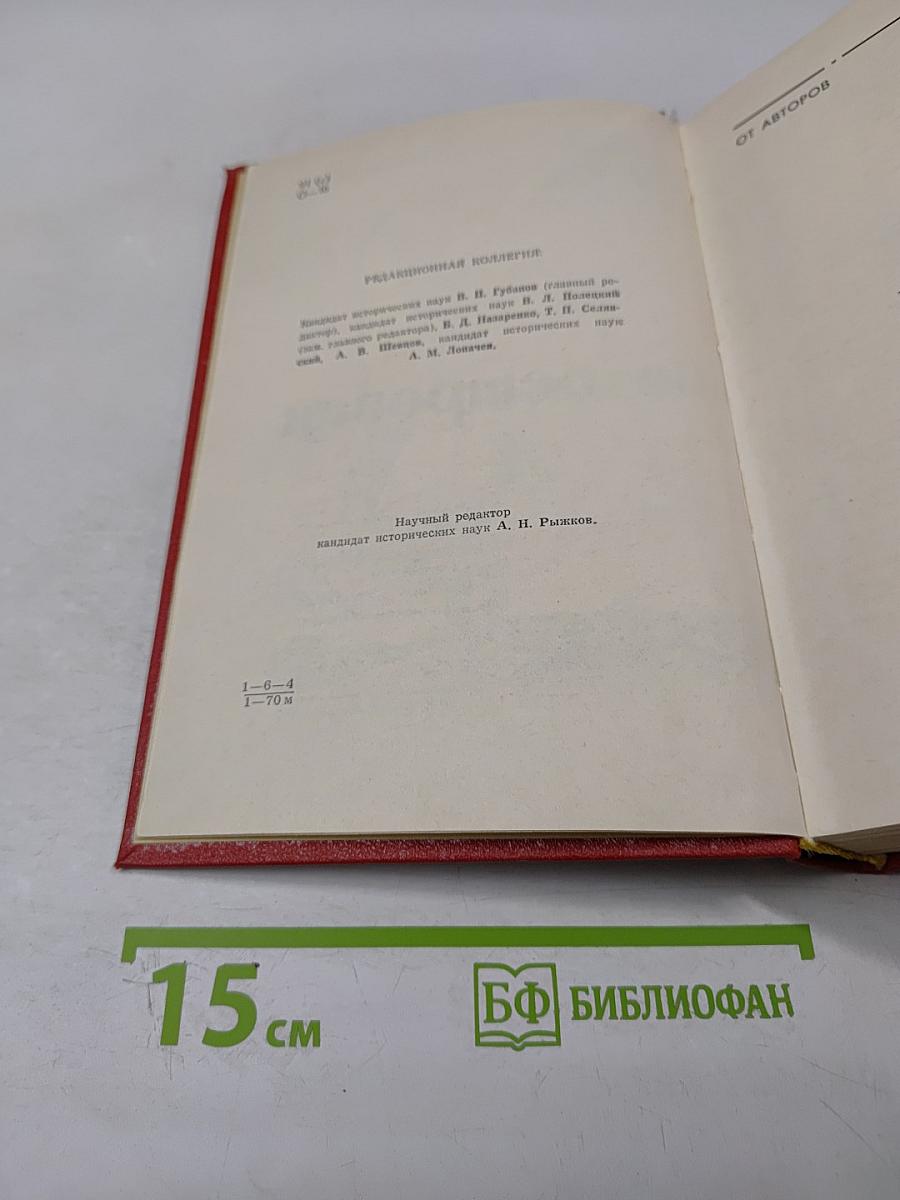 РЕДАКЦИОННАЯ КОЛЛЕГИЯ:
Кандидат исторических наук В. И. Губанов (главный ре-
дактор), кандидат исторических наук В. Л. Полецкий
(зам. главного редактора), В. Д. Назаренко, Т. П. Селян-
ский, А. В. Шевцов, кандидат исторических наук
А. М. Лопачев.
Научный редактор
кандидат исторических наук А. Н. Рыжков.
1—6—4
1—70 м
ОТ АВТОРОВ
15 см
БФ БИБЛИОФАН